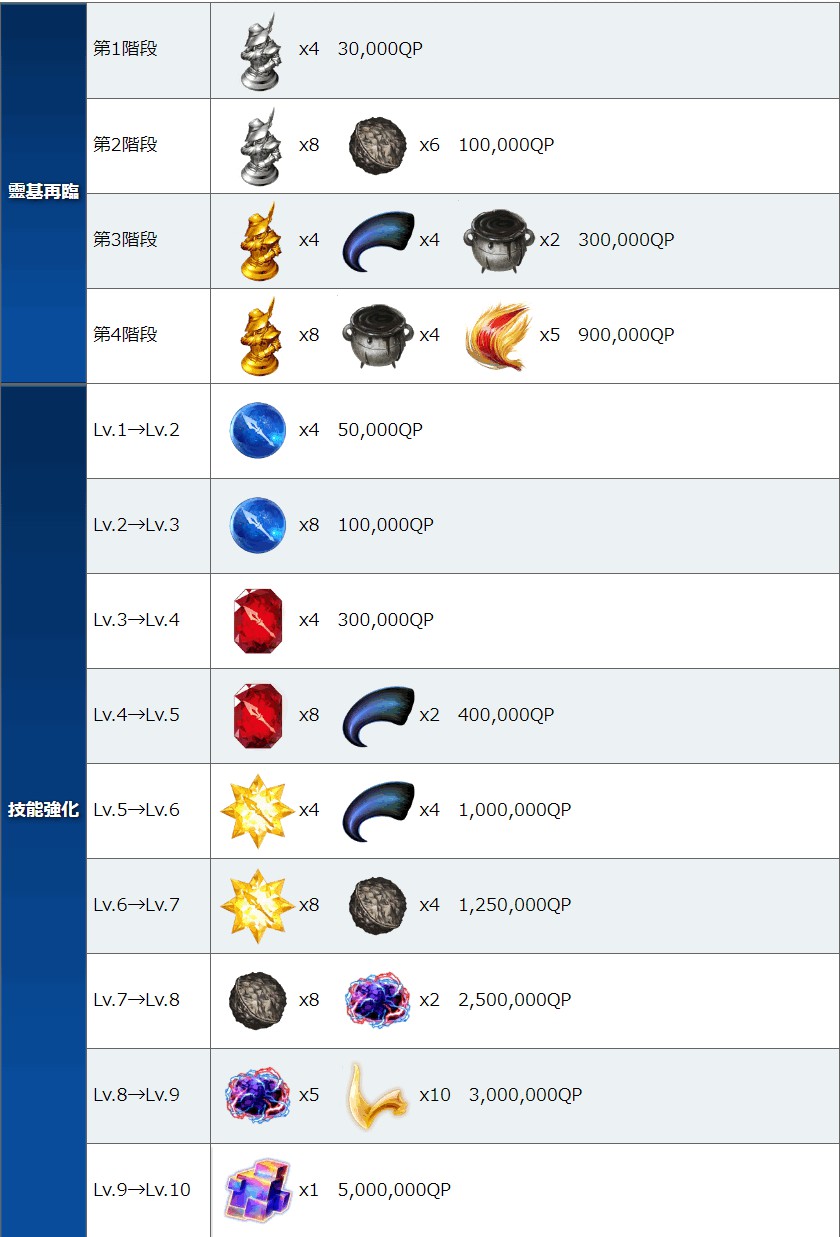 靈基再臨
第1階段 x4 30,000QP
第2階段 x8 x6 100,000QP
第3階段 x4 x4 x2 300,000QP
第4階段 x8 x4 x5 900,000QP
技能強化
Lv.1→Lv.2 x4 50,000QP
Lv.2→Lv.3 x8 100,000QP
Lv.3→Lv.4 x4 300,000QP
Lv.4→Lv.5 x8 x2 400,000QP
Lv.5→Lv.6 x4 x4 1,000,000QP
Lv.6→Lv.7 x8 x4 1,250,000QP
Lv.7→Lv.8 x8 x2 2,500,000QP
Lv.8→Lv.9 x5 x10 3,000,000QP
Lv.9→Lv.10 x1 5,000,000QP